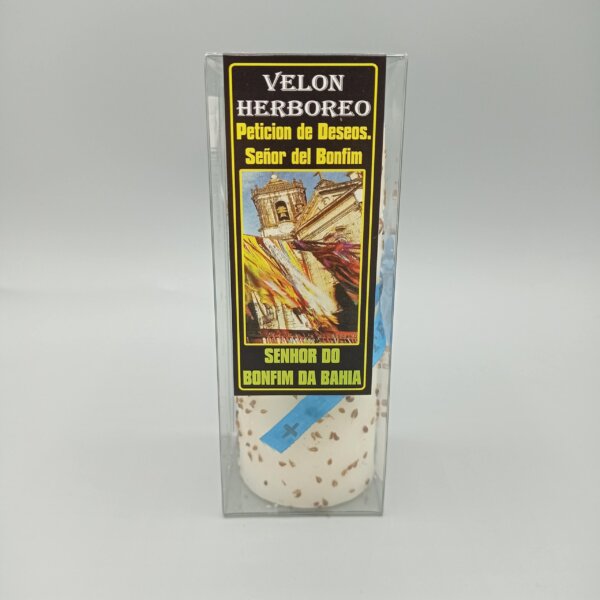 VELON
HERBOREO
Peticion de Deseos.
Señor del Bonfim
SENHOR DO
BONFIM DA BAHIA